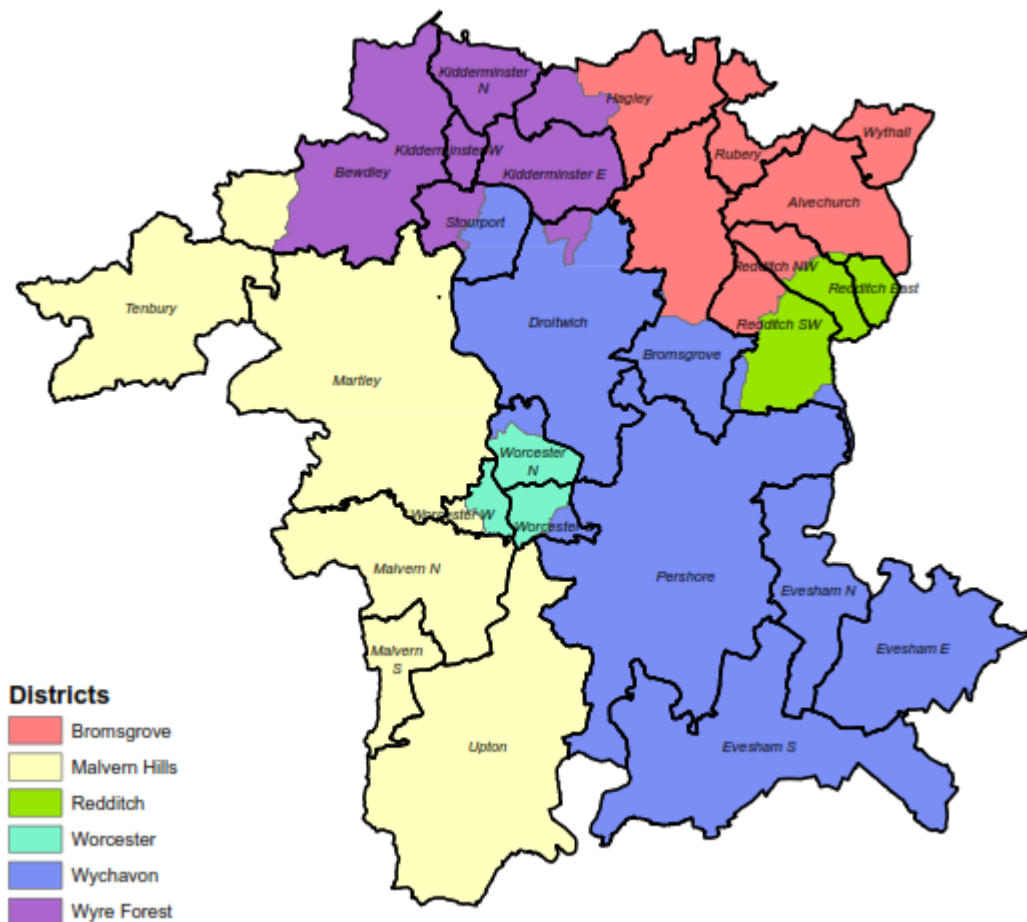 Kidderminster
N
Hagley
Wythall
Rubery
Kidderminster W
Bewdley
Kidderminster E
Alvechurch
Stourport
Redditch NW
Redditch East
Tenbury
Droitwich
Redditch SW
Bromsgrove
Martley
Worcester
N
Worcester W
Worcester
Malvern N
Pershore
Evesham N
Malvern
S
Evesham E
Upton
Evesham S
Districts
Bromsgrove
Malvern Hills
Redditch
Worcester
Wychavon
Wyre Forest